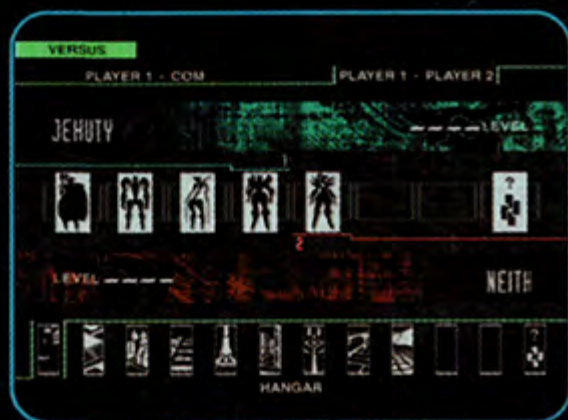 VERSUS
PLAYER 1 - COM PLAYER 1 - PLAYER 2
JEHUTY
LEVEL
1
? 
2
LEVEL
NEITH
?
HANGAR